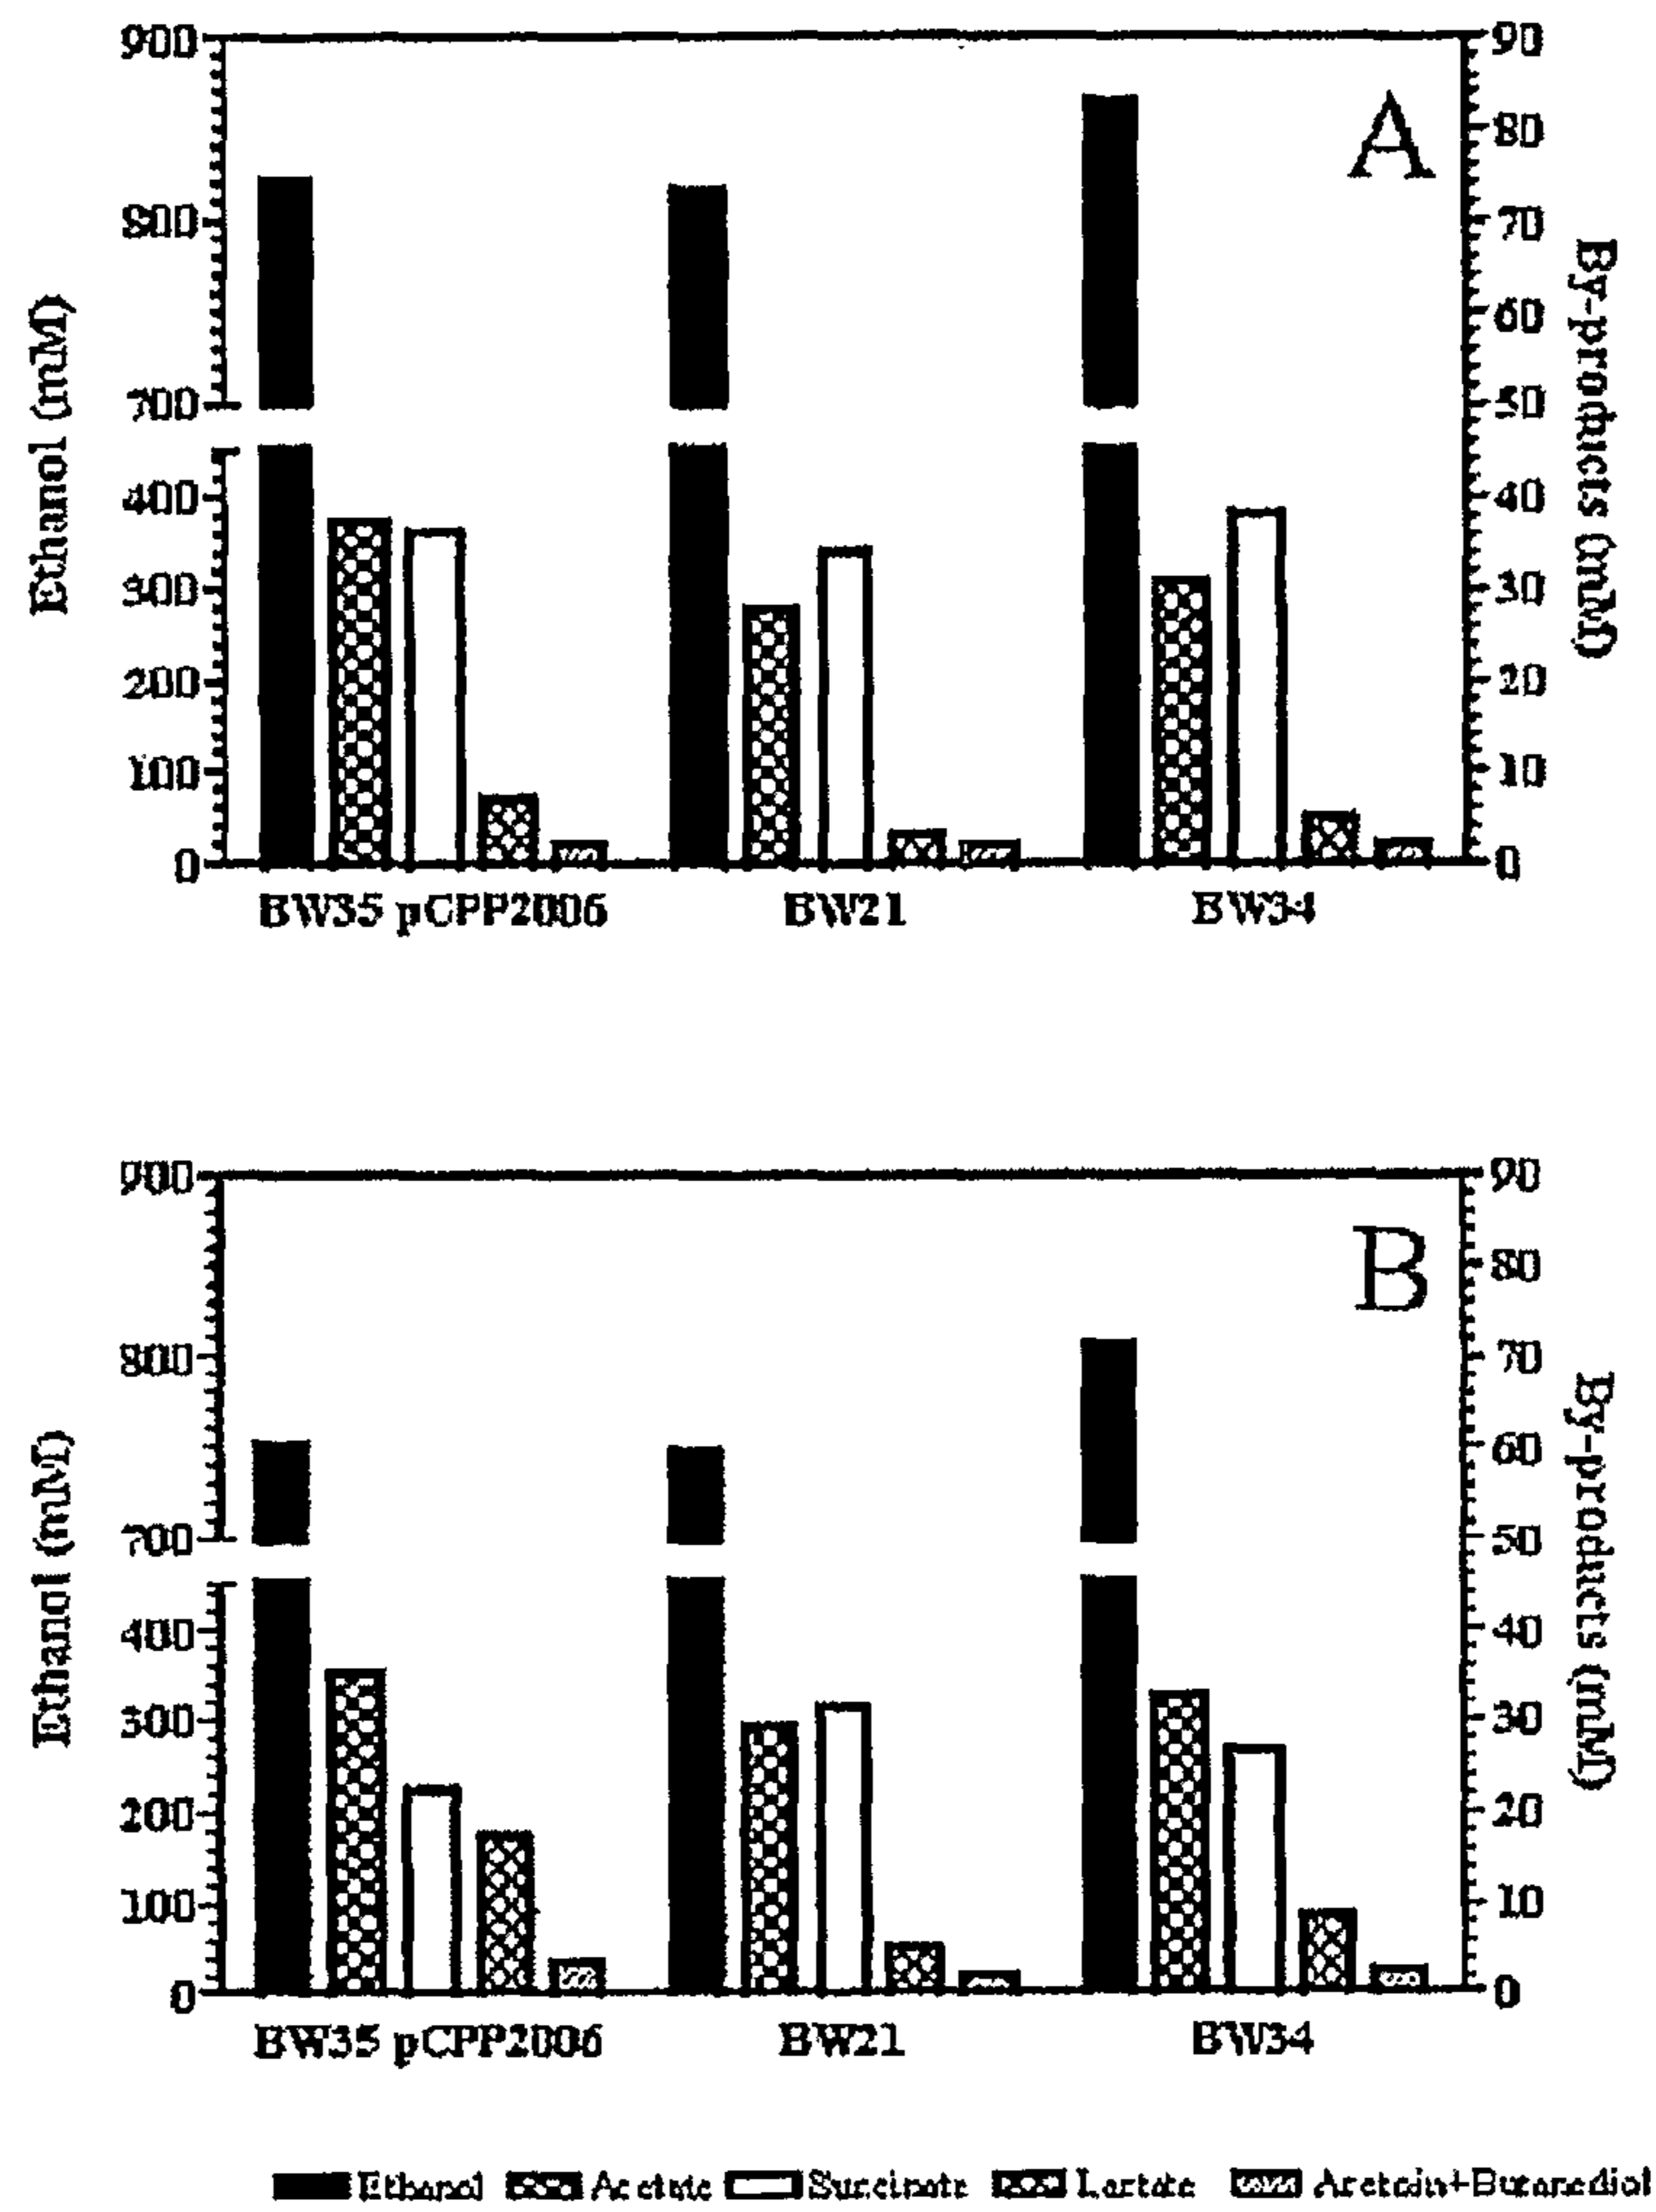 900
90
A
80
800
70
60
700
50
400
40
300
30
200
20
100
10
0
0
Ethanol (mM)
By-products (mM)
BW35 pCPP2006
BW21
BW34
900
90
B
80
800
70
60
700
50
400
40
300
30
200
20
100
10
0
0
Ethanol (mM)
By-products (mM)
BW35 pCPP2006
BW21
BW34
Ethanol Acetate Succinate Lactate Acetoin+Butanediol